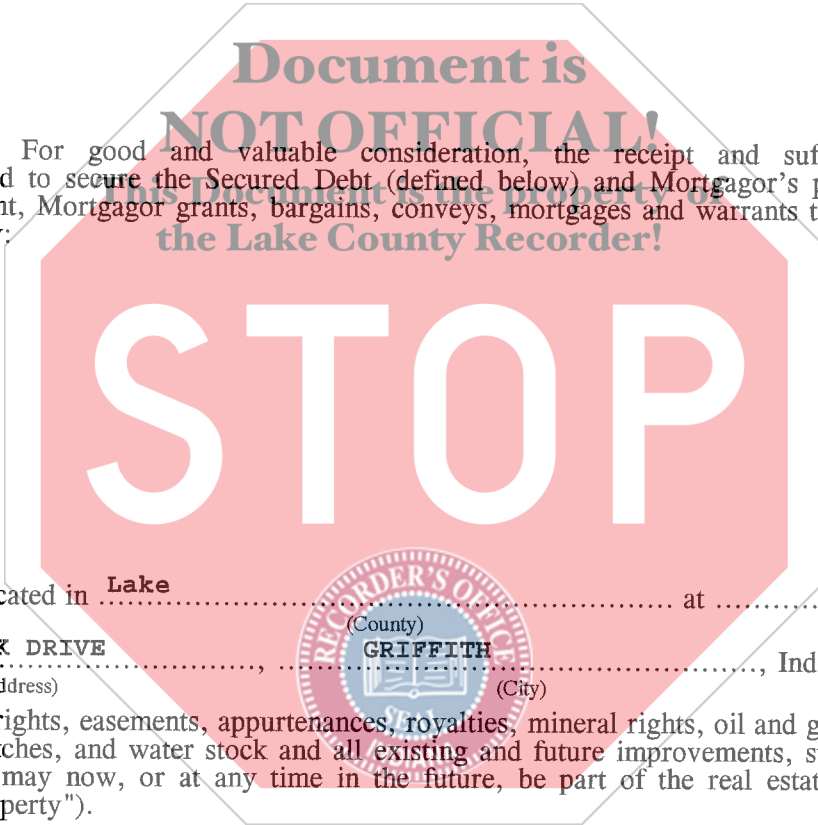 Document is
NOT OFFICIAL!
For good and valuable consideration, the receipt and suf
d to secure the Secured Debt (defined below) and Mortgagor's p
This Document is the property of
nt, Mortgagor grants, bargains, conveys, mortgages and warrants t
the Lake County Recorder!
STOP
cated in Lake at
(County)
K DRIVE, GRIFFITH, Ind
ddress) (City)
RECORDER'S OFFICE
SEAL
rights, easements, appurtenances, royalties, mineral rights, oil and g
tches, and water stock and all existing and future improvements, s
may now, or at any time in the future, be part of the real estat
perty").